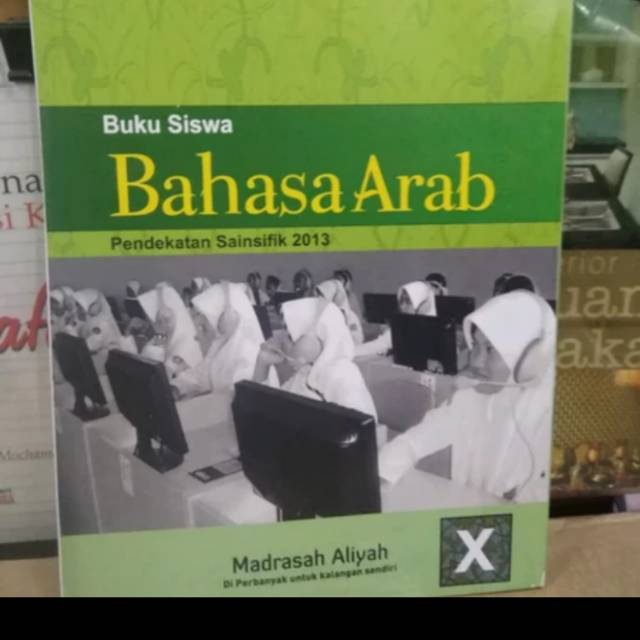 Buku Siswa
Bahasa Arab
Pendekatan Sainsifik 2013
Madrasah Aliyah
Di Perbanyak untuk kalangan sendiri
X